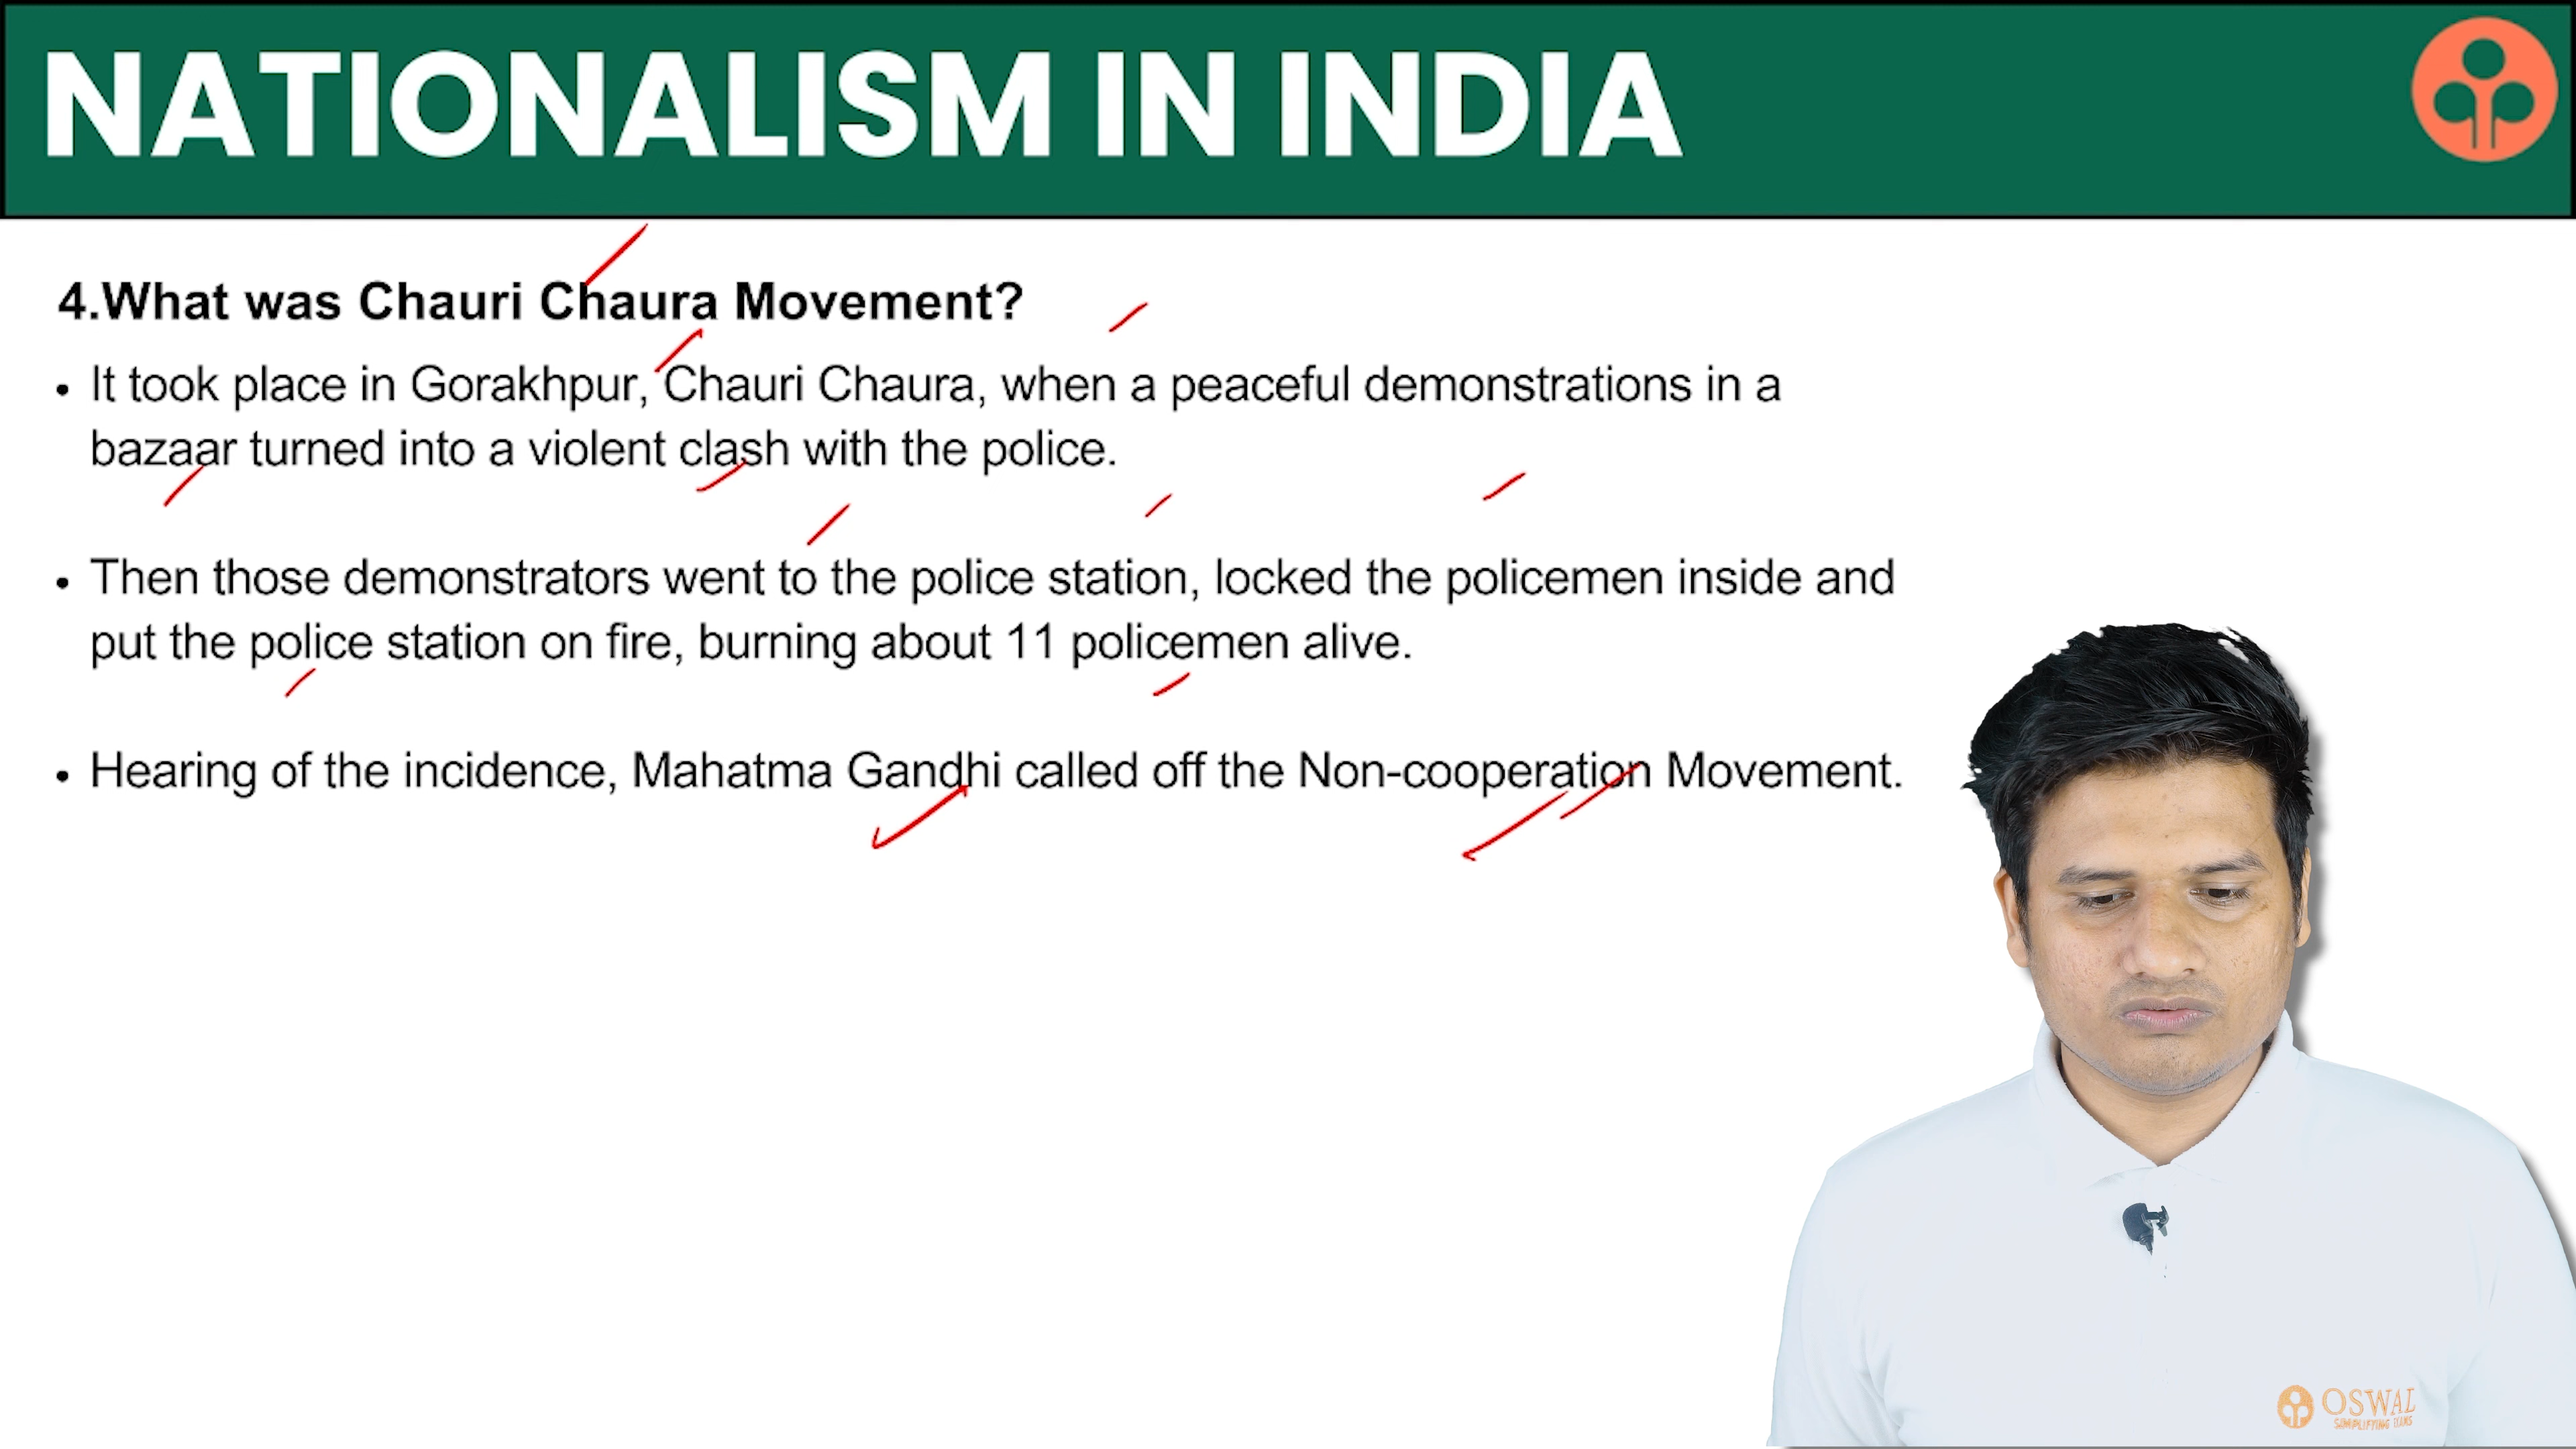 NATIONALISM IN INDIA
4.What was Chauri Chaura Movement?
• It took place in Gorakhpur, Chauri Chaura, when a peaceful demonstrations in a
bazaar turned into a violent clash with the police.
• Then those demonstrators went to the police station, locked the policemen inside and
put the police station on fire, burning about 11 policemen alive.
• Hearing of the incidence, Mahatma Gandhi called off the Non-cooperation Movement.
OSWAL
SIMPLIFYING